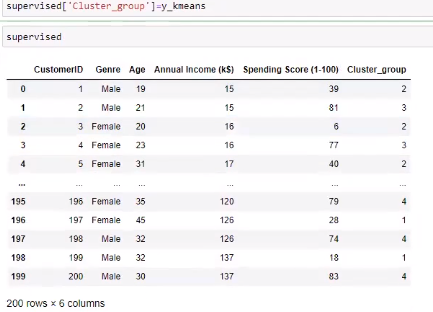 supervised['Cluster_group']=y_kmeans
supervised
CustomerID Genre Age Annual Income (k$) Spending Score (1-100) Cluster_group
0 1 Male 19 15 39 2
1 2 Male 21 15 81 3
2 3 Female 20 16 6 2
3 4 Female 23 16 77 3
4 5 Female 31 17 40 2
... ... ... ... ... ... ...
195 196 Female 35 120 79 4
196 197 Female 45 126 28 1
197 198 Male 32 126 74 4
198 199 Male 32 137 18 1
199 200 Male 30 137 83 4
200 rows × 6 columns